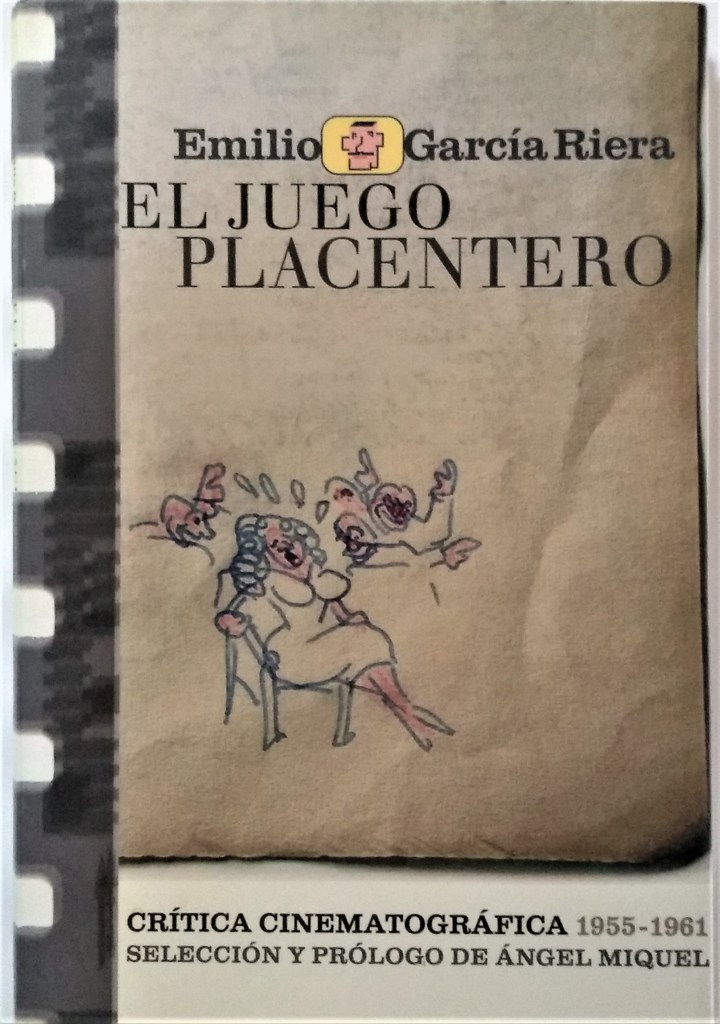 Emilio García Riera
EL JUEGO
PLACENTERO
CRÍTICA CINEMATOGRÁFICA 1955-1961
SELECCIÓN Y PRÓLOGO DE ÁNGEL MIQUEL